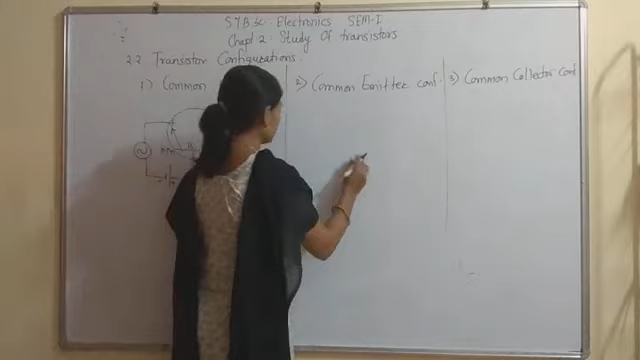 S.Y.B.Sc. Electronics SEM-I
Chapt 2 : Study Of transistors
2.2 Transistor Configurations.
1) Common
2) Common Emitter conf.
3) Common Collector conf